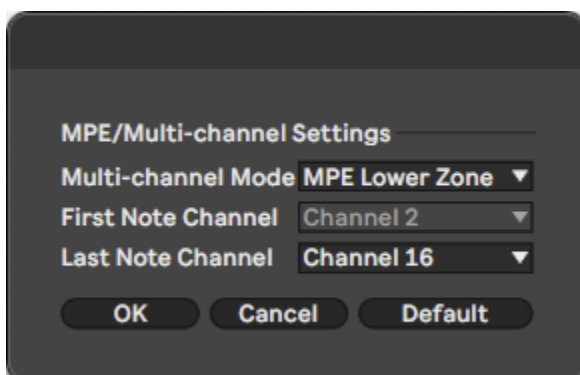 MPE/Multi-channel Settings
Multi-channel Mode MPE Lower Zone
First Note Channel Channel 2
Last Note Channel Channel 16
OK Cancel Default